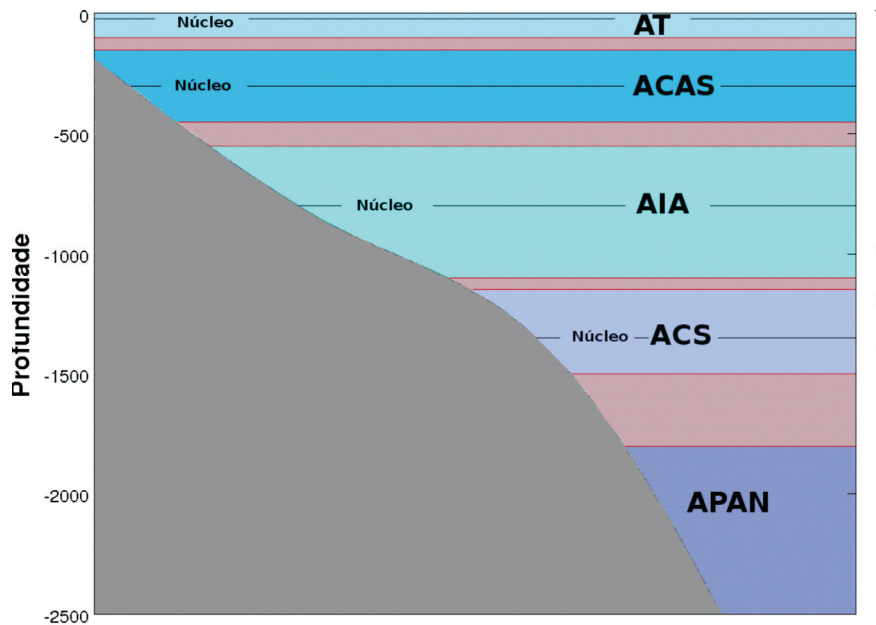 0
Núcleo AT
Núcleo ACAS
-500
Núcleo AIA
-1000
Profundidade
Núcleo ACS
-1500
-2000
APAN
-2500